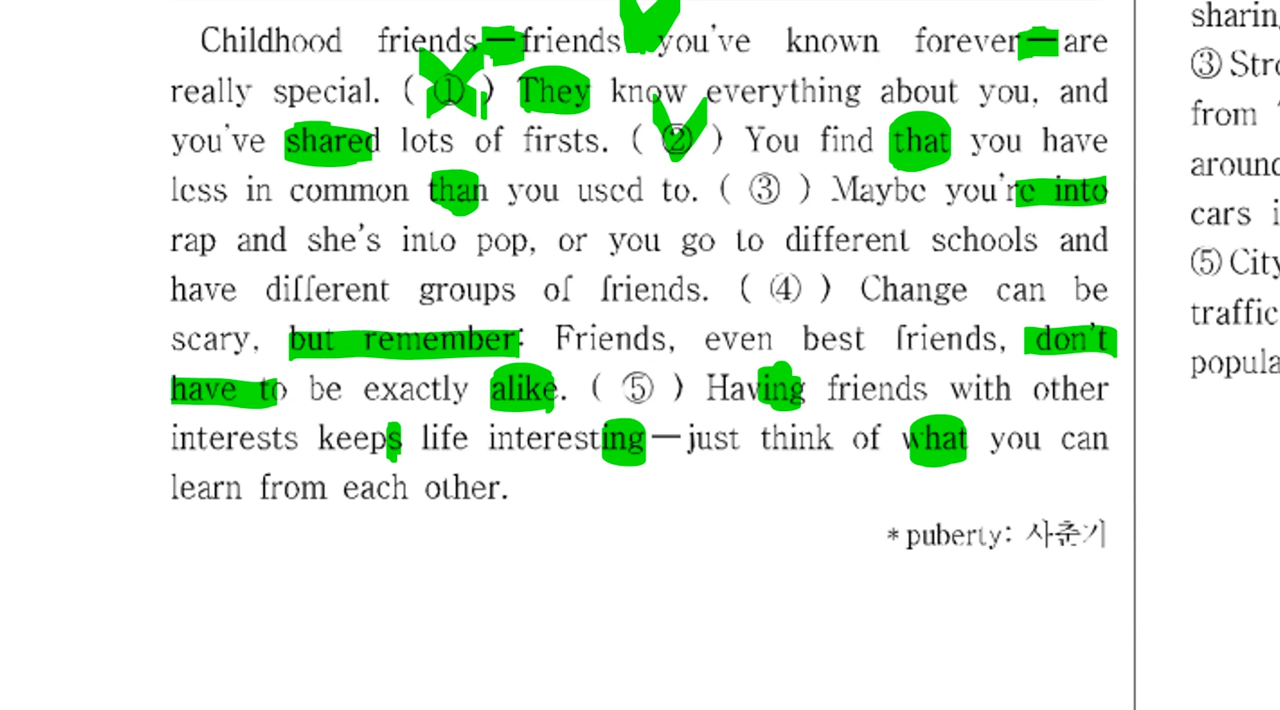 Childhood friends—friends you've known forever—are
really special. ( ① ) They know everything about you, and
you've shared lots of firsts. ( ② ) You find that you have
less in common than you used to. ( ③ ) Maybe you're into
rap and she's into pop, or you go to different schools and
have different groups of friends. ( ④ ) Change can be
scary, but remember: Friends, even best friends, don't
have to be exactly alike. ( ⑤ ) Having friends with other
interests keeps life interesting—just think of what you can
learn from each other.
* puberty: 사춘기
sharing
③ Stro
from
around
cars i
⑤ City
traffic
popula